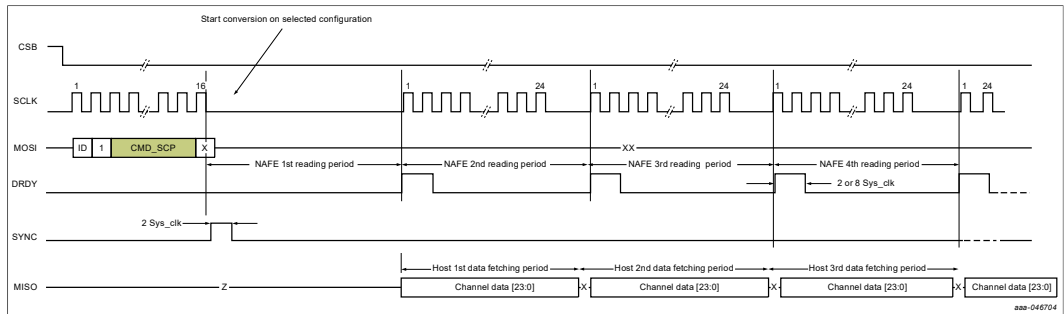 Start conversion on selected configuration
CSB
1 16 1 24 1 24 1 24 1 24
SCLK
MOSI ID 1 CMD_SCP X XX
NAFE 1st reading period NAFE 2nd reading period NAFE 3rd reading period NAFE 4th reading period
DRDY 2 or 8 Sys_clk
2 Sys_clk
SYNC
Host 1st data fetching period Host 2nd data fetching period Host 3rd data fetching period
MISO Z Channel data [23:0] X Channel data [23:0] X Channel data [23:0] X Channel data [23:0]
aaa-046704